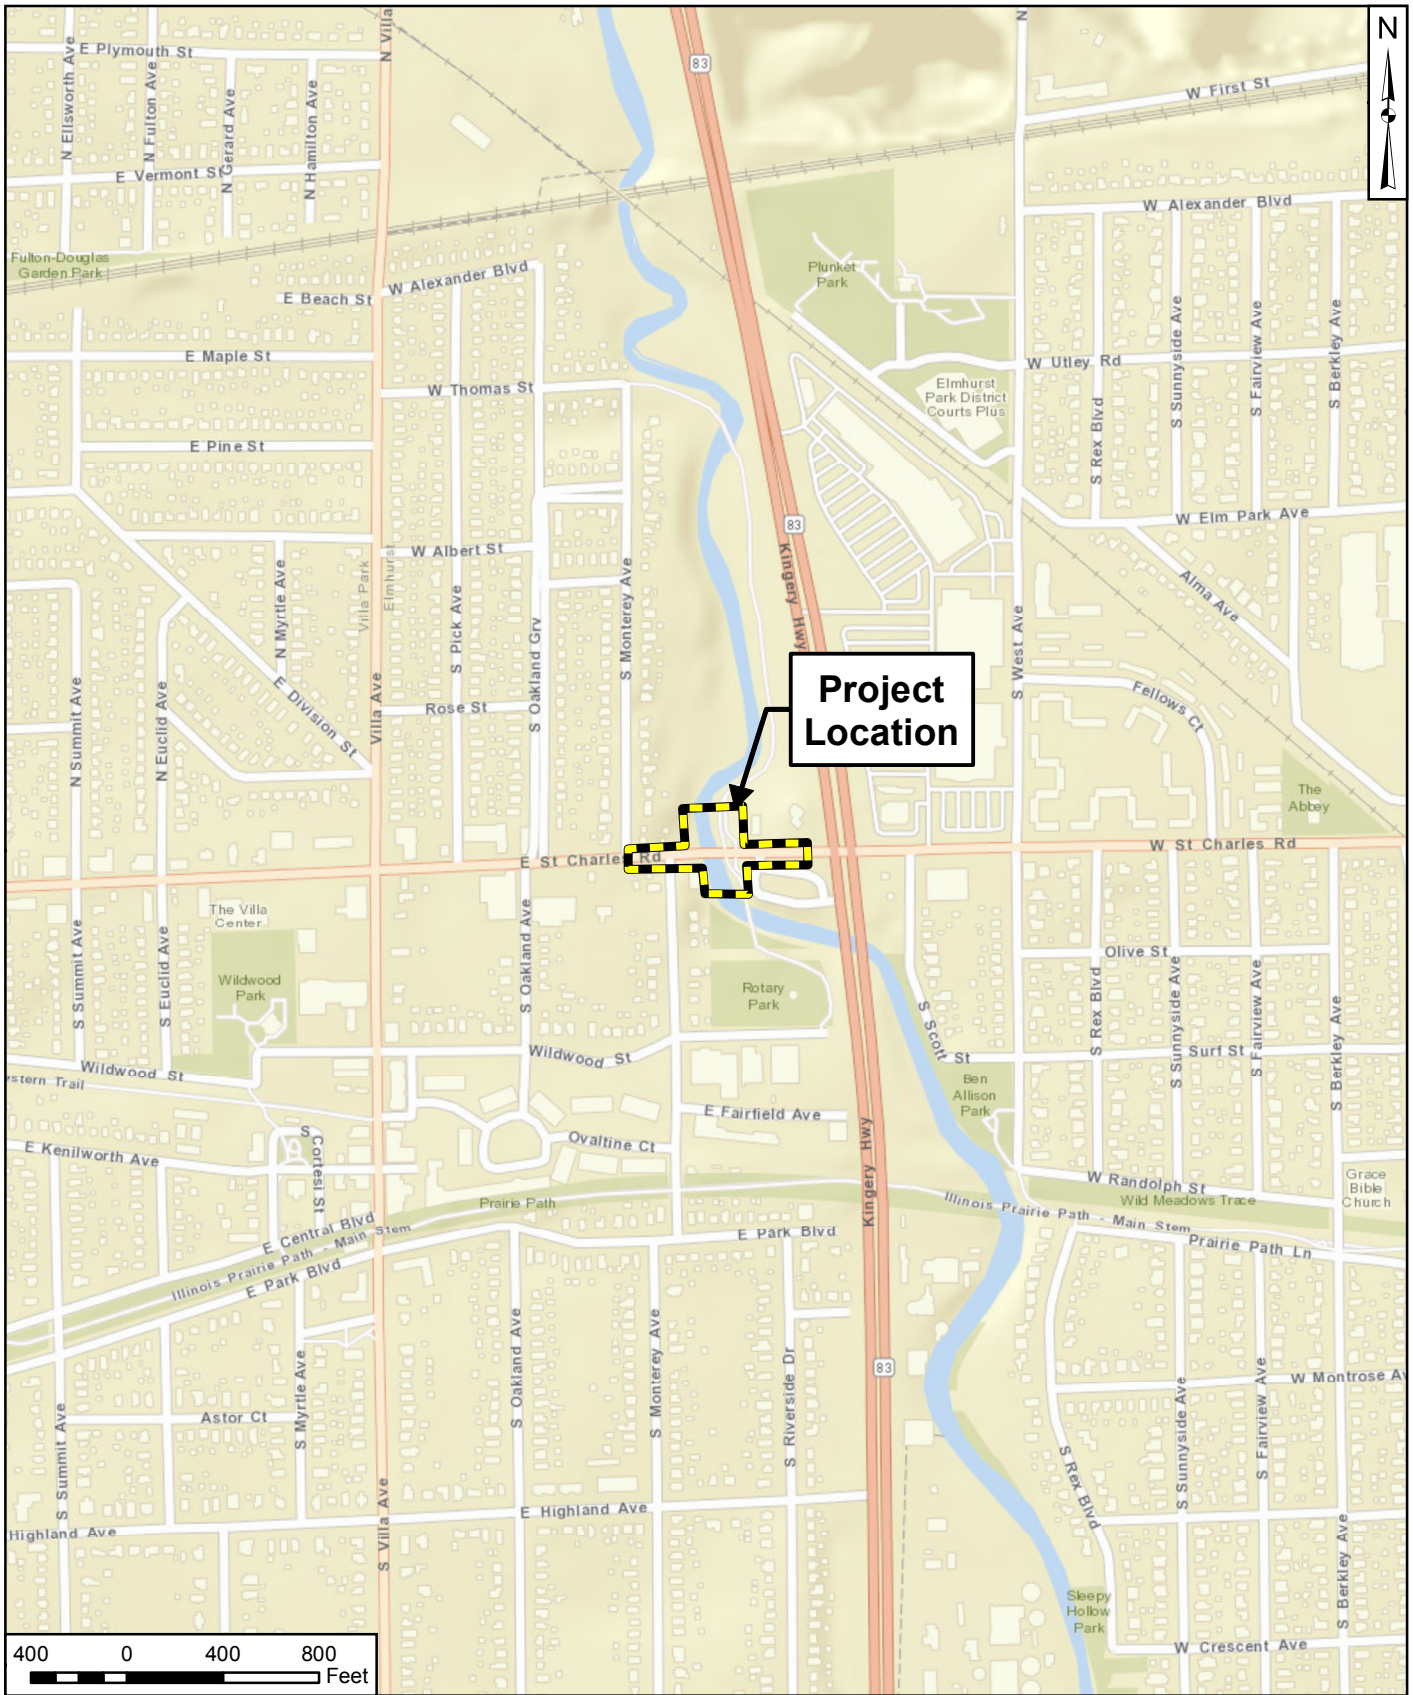 N
N
N Villa
83
E Plymouth St
N Ellsworth Ave
N Fulton Ave
N Gerard Ave
N Hamilton Ave
E Vermont St
W First St
W Alexander Blvd
Fulton-Douglas
Garden Park
E Beach St
W Alexander Blvd
Plunket
Park
E Maple St
W Thomas St
W Utley Rd
S Rex Blvd
S Sunnyside Ave
S Fairview Ave
S Berkley Ave
Elmhurst
Park District
Courts Plus
E Pine St
83
W Elm Park Ave
W Albert St
Villa Park
Elmhurst
N Myrtle Ave
S Pick Ave
S Oakland Grv
S Monterey Ave
Kingery Hwy
Alma Ave
S West Ave
Fellows Ct
E Division St
Villa Ave
Rose St
N Summit Ave
N Euclid Ave
Project
Location
The
Abbey
E St Charles Rd
W St Charles Rd
The Villa
Center
Wildwood
Park
S Summit Ave
S Euclid Ave
S Oakland Ave
Rotary
Park
Olive St
S Scott St
S Rex Blvd
S Sunnyside Ave
S Fairview Ave
S Berkley Ave
Surf St
Wildwood St
Wildwood St
stern Trail
Ben
Allison
Park
E Fairfield Ave
Ovaltine Ct
E Kenilworth Ave
S Cortesi St
Kingery Hwy
W Randolph St
Grace
Bible
Church
Prairie Path
Wild Meadows Trace
Illinois Prairie Path - Main Stem
Prairie Path Ln
E Central Blvd
Illinois Prairie Path - Main Stem
E Park Blvd
E Park Blvd
83
S Summit Ave
Astor Ct
S Myrtle Ave
S Oakland Ave
S Monterey Ave
S Riverside Dr
W Montrose Av
S Rex Blvd
S Sunnyside Ave
S Fairview Ave
S Berkley Ave
Highland Ave
S Villa Ave
E Highland Ave
Sleepy
Hollow
Park
W Crescent Ave
400 0 400 800
Feet